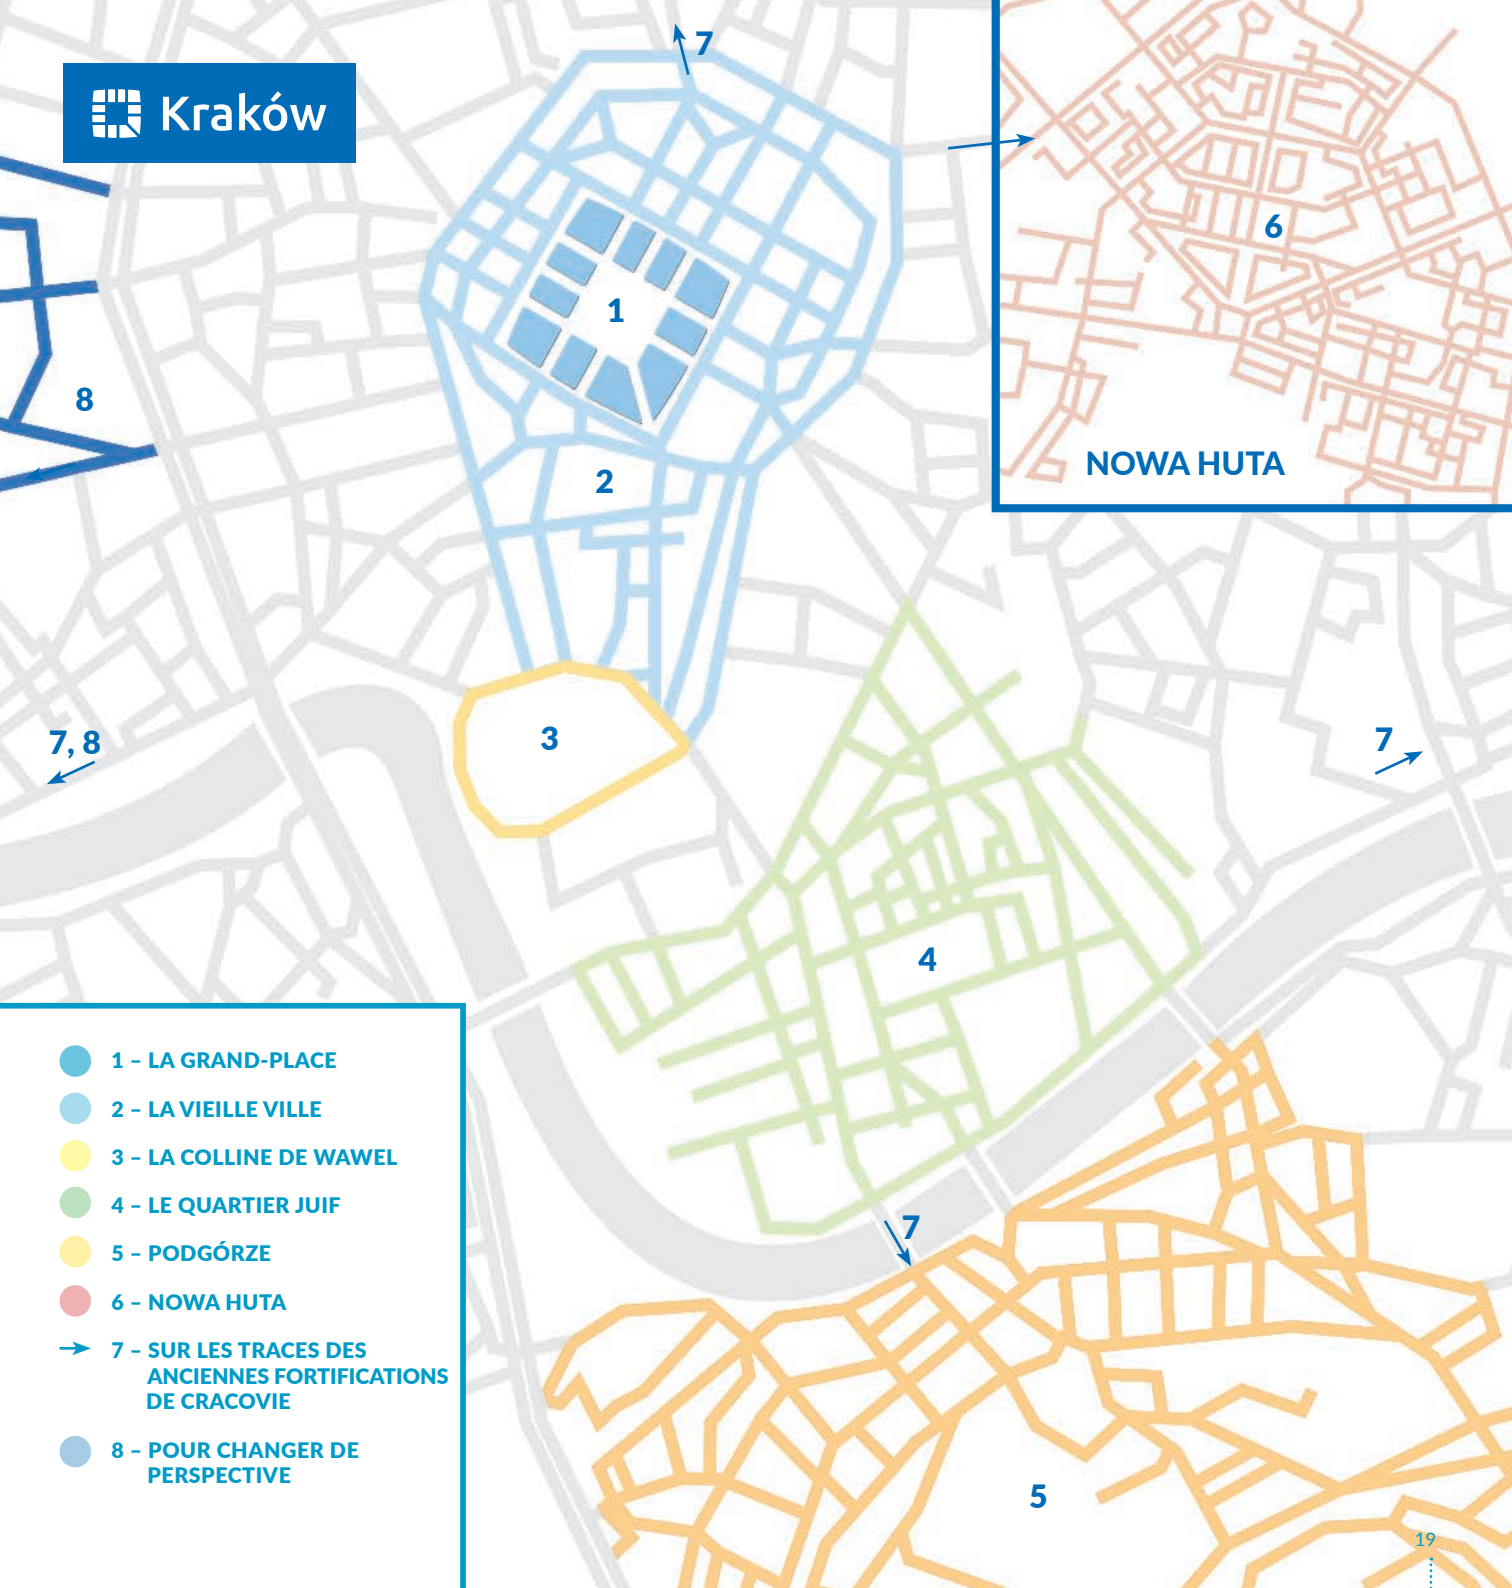 7
Kraków
6
1
8
NOWA HUTA
2
3
7, 8
7
4
7
1 – LA GRAND-PLACE
2 – LA VIEILLE VILLE
3 – LA COLLINE DE WAWEL
4 – LE QUARTIER JUIF
5 – PODGÓRZE
6 – NOWA HUTA
7 – SUR LES TRACES DES
ANCIENNES FORTIFICATIONS
DE CRACOVIE
8 – POUR CHANGER DE
PERSPECTIVE
5
19